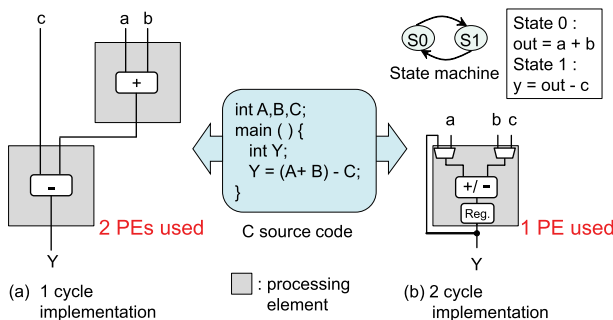 c
a
b
+
-
2 PEs used
Y
(a) 1 cycle
implementation
int A,B,C;
main ( ) {
int Y;
Y = (A+ B) - C;
}
C source code
: processing
element
S0
S1
State machine
State 0 :
out = a + b
State 1 :
y = out - c
a
b
c
+/ -
Reg.
1 PE used
Y
(b) 2 cycle
implementation